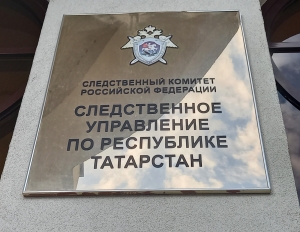 СЛЕДСТВЕННЫЙ КОМИТЕТ
РОССИЙСКОЙ ФЕДЕРАЦИИ
СЛЕДСТВЕННОЕ
УПРАВЛЕНИЕ
ПО РЕСПУБЛИКЕ
ТАТАРСТАН